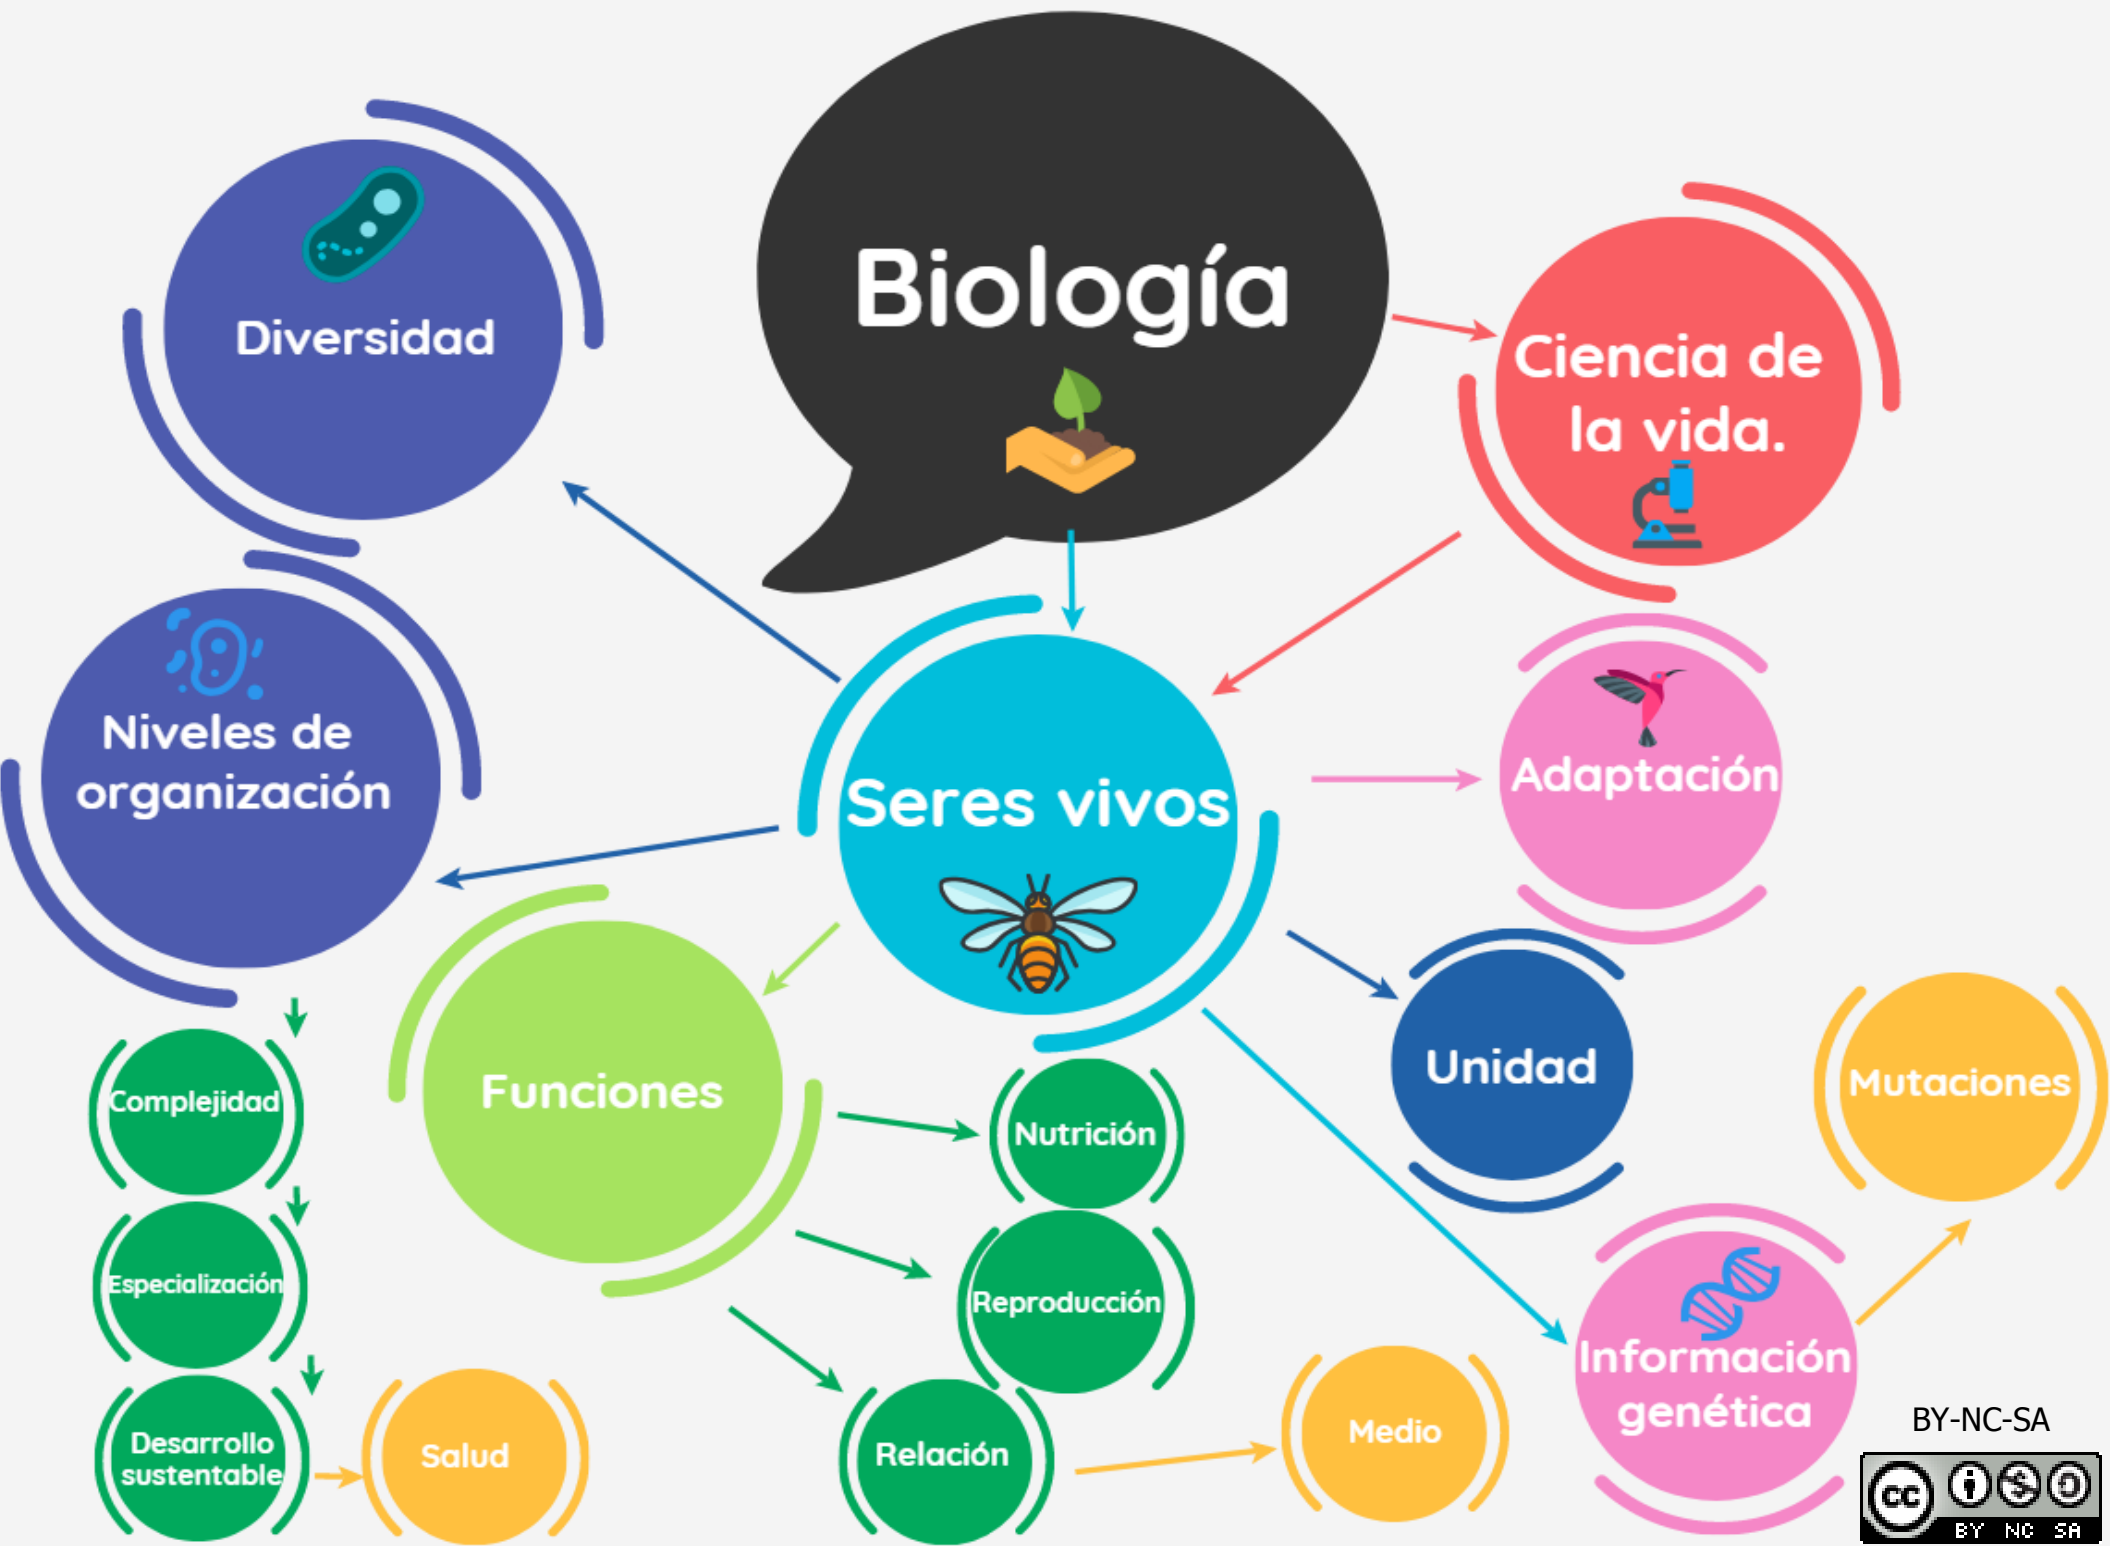 Biología
Diversidad
Ciencia de
la vida.
Niveles de
organización
Seres vivos
Adaptación
Funciones
Unidad
Mutaciones
Complejidad
Nutrición
Especialización
Reproducción
Información
genética
Desarrollo
sustentable
Salud
Relación
Medio
BY-NC-SA
cc
BY NC SA